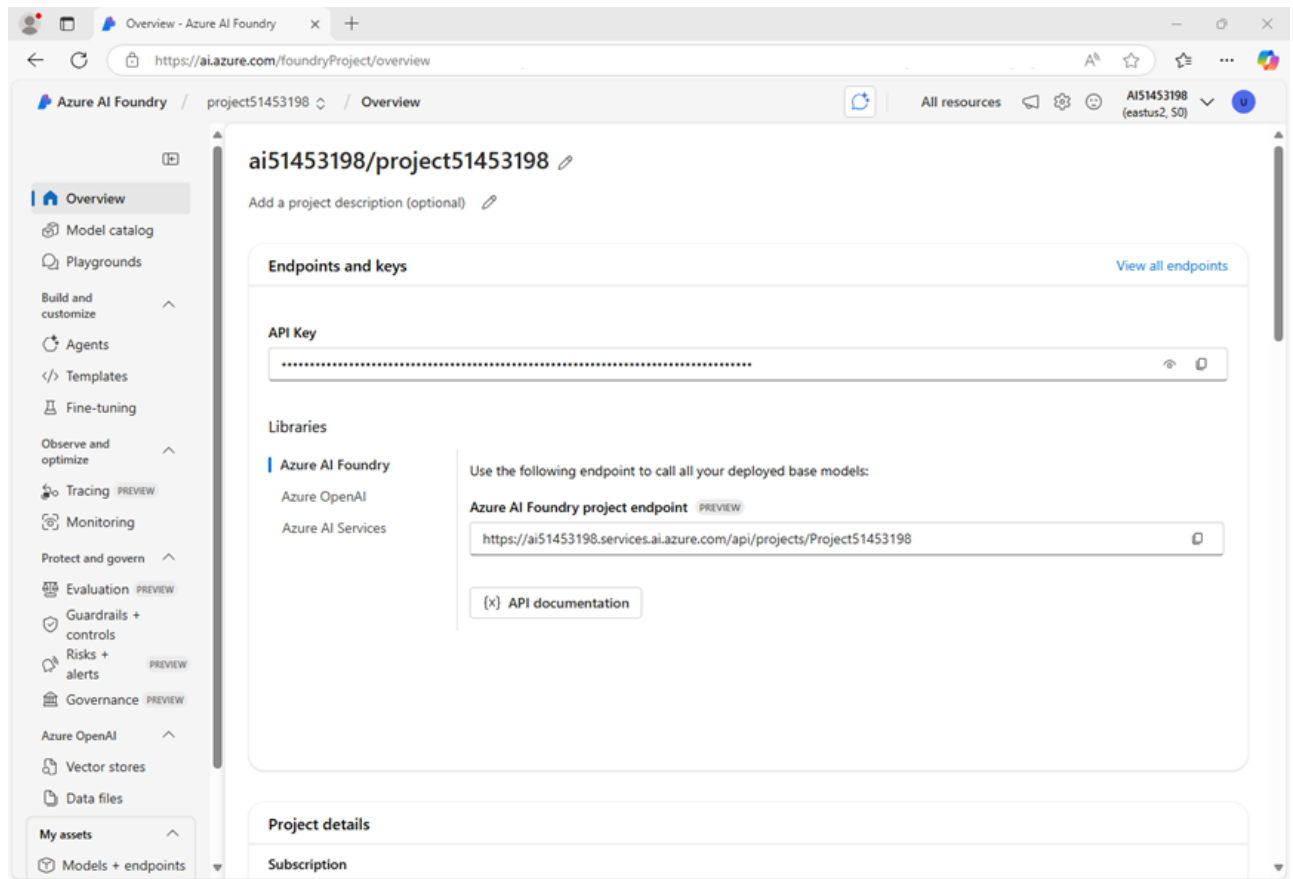 Overview - Azure AI Foundry
https://ai.azure.com/foundryProject/overview
Azure AI Foundry / project51453198 / Overview
All resources
AI51453198
(eastus2, S0)
U
Overview
Model catalog
Playgrounds
Build and
customize
Agents
Templates
Fine-tuning
Observe and
optimize
Tracing PREVIEW
Monitoring
Protect and govern
Evaluation PREVIEW
Guardrails +
controls
Risks +
alerts
PREVIEW
Governance PREVIEW
Azure OpenAI
Vector stores
Data files
My assets
Models + endpoints
ai51453198/project51453198
Add a project description (optional)
Endpoints and keys
View all endpoints
API Key
Libraries
Azure AI Foundry
Azure OpenAI
Azure AI Services
Use the following endpoint to call all your deployed base models:
Azure AI Foundry project endpoint PREVIEW
https://ai51453198.services.ai.azure.com/api/projects/Project51453198
{x} API documentation
Project details
Subscription